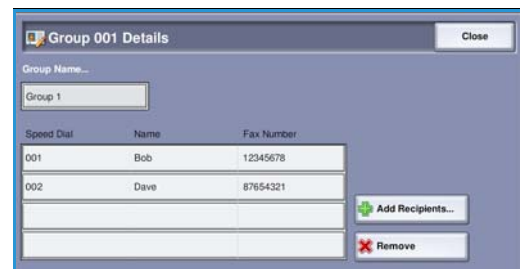 Group 001 Details
Close
Group Name...
Group 1
Speed Dial Name Fax Number
001 Bob 12345678
002 Dave 87654321
Add Recipients...
Remove